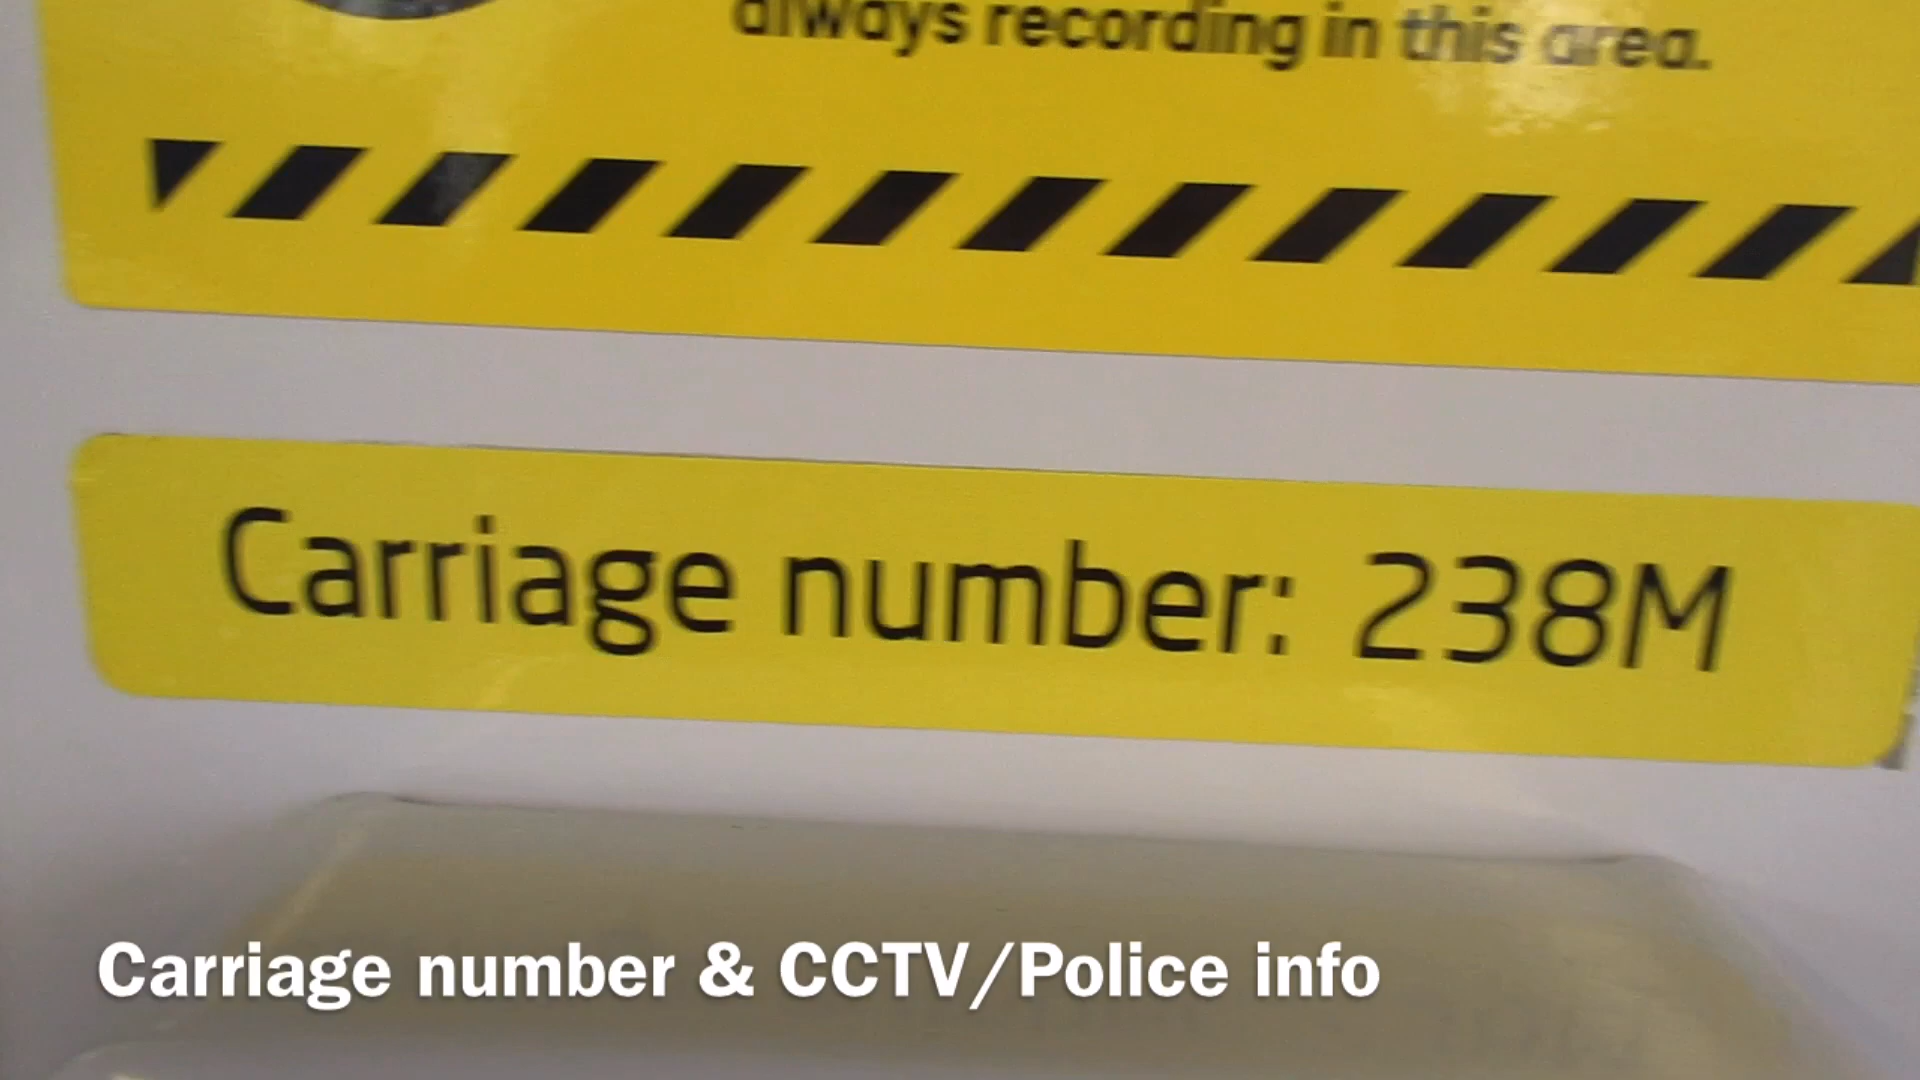 always recording in this area.
Carriage number: 238M
Carriage number & CCTV/Police info